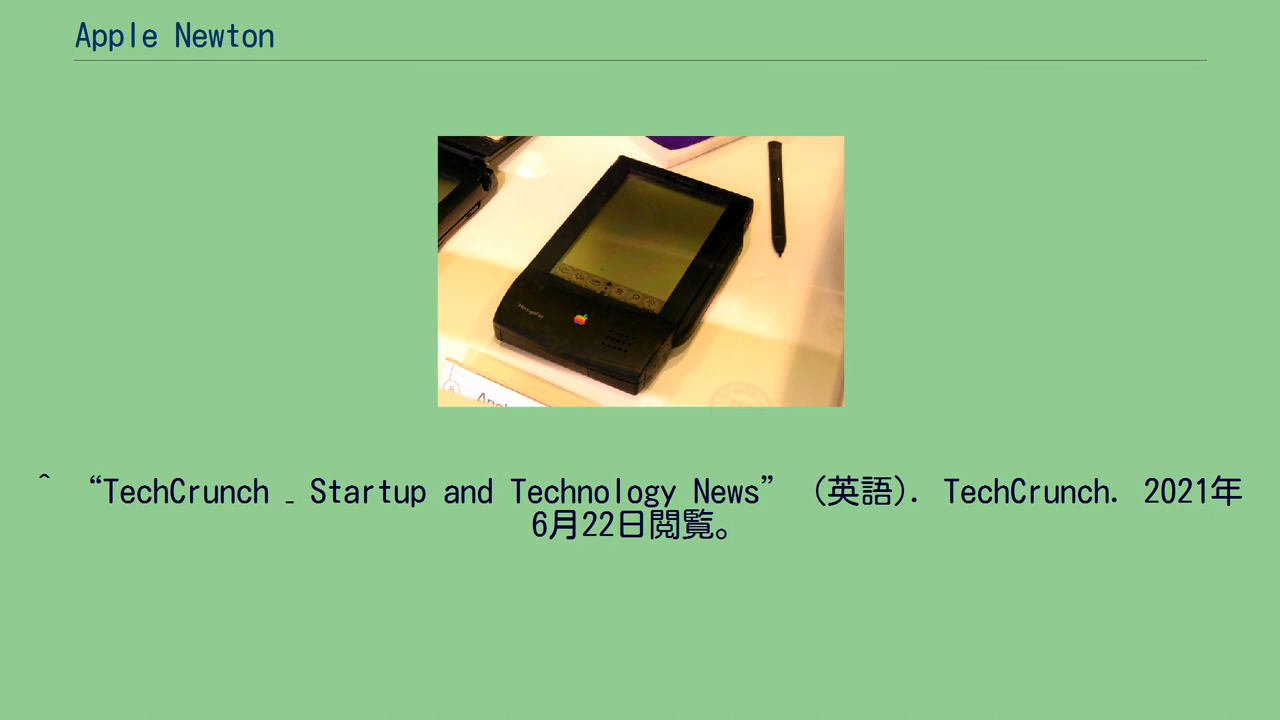 Apple Newton
MessagePad
^ “TechCrunch – Startup and Technology News” (英語). TechCrunch. 2021年
6月22日閲覧。